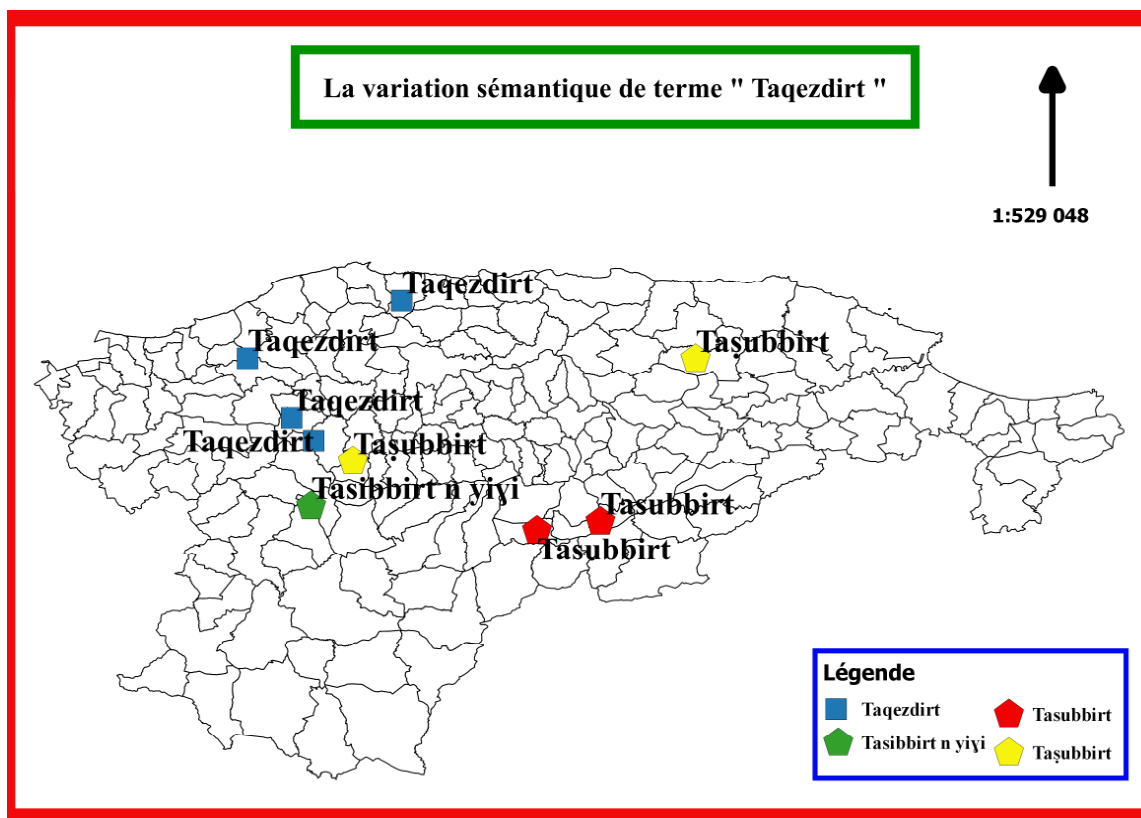 La variation sémantique de terme " Taqezdirt "
1:529 048
Taqezdirt
Taqezdirt
Taṣubbirt
Taqezdirt
Taqezdirt
Taṣubbirt
Tasibbirt n yiɣi
Tasubbirt
Tasubbirt
Légende
Taqezdirt
Tasubbirt
Tasibbirt n yiɣi
Taṣubbirt